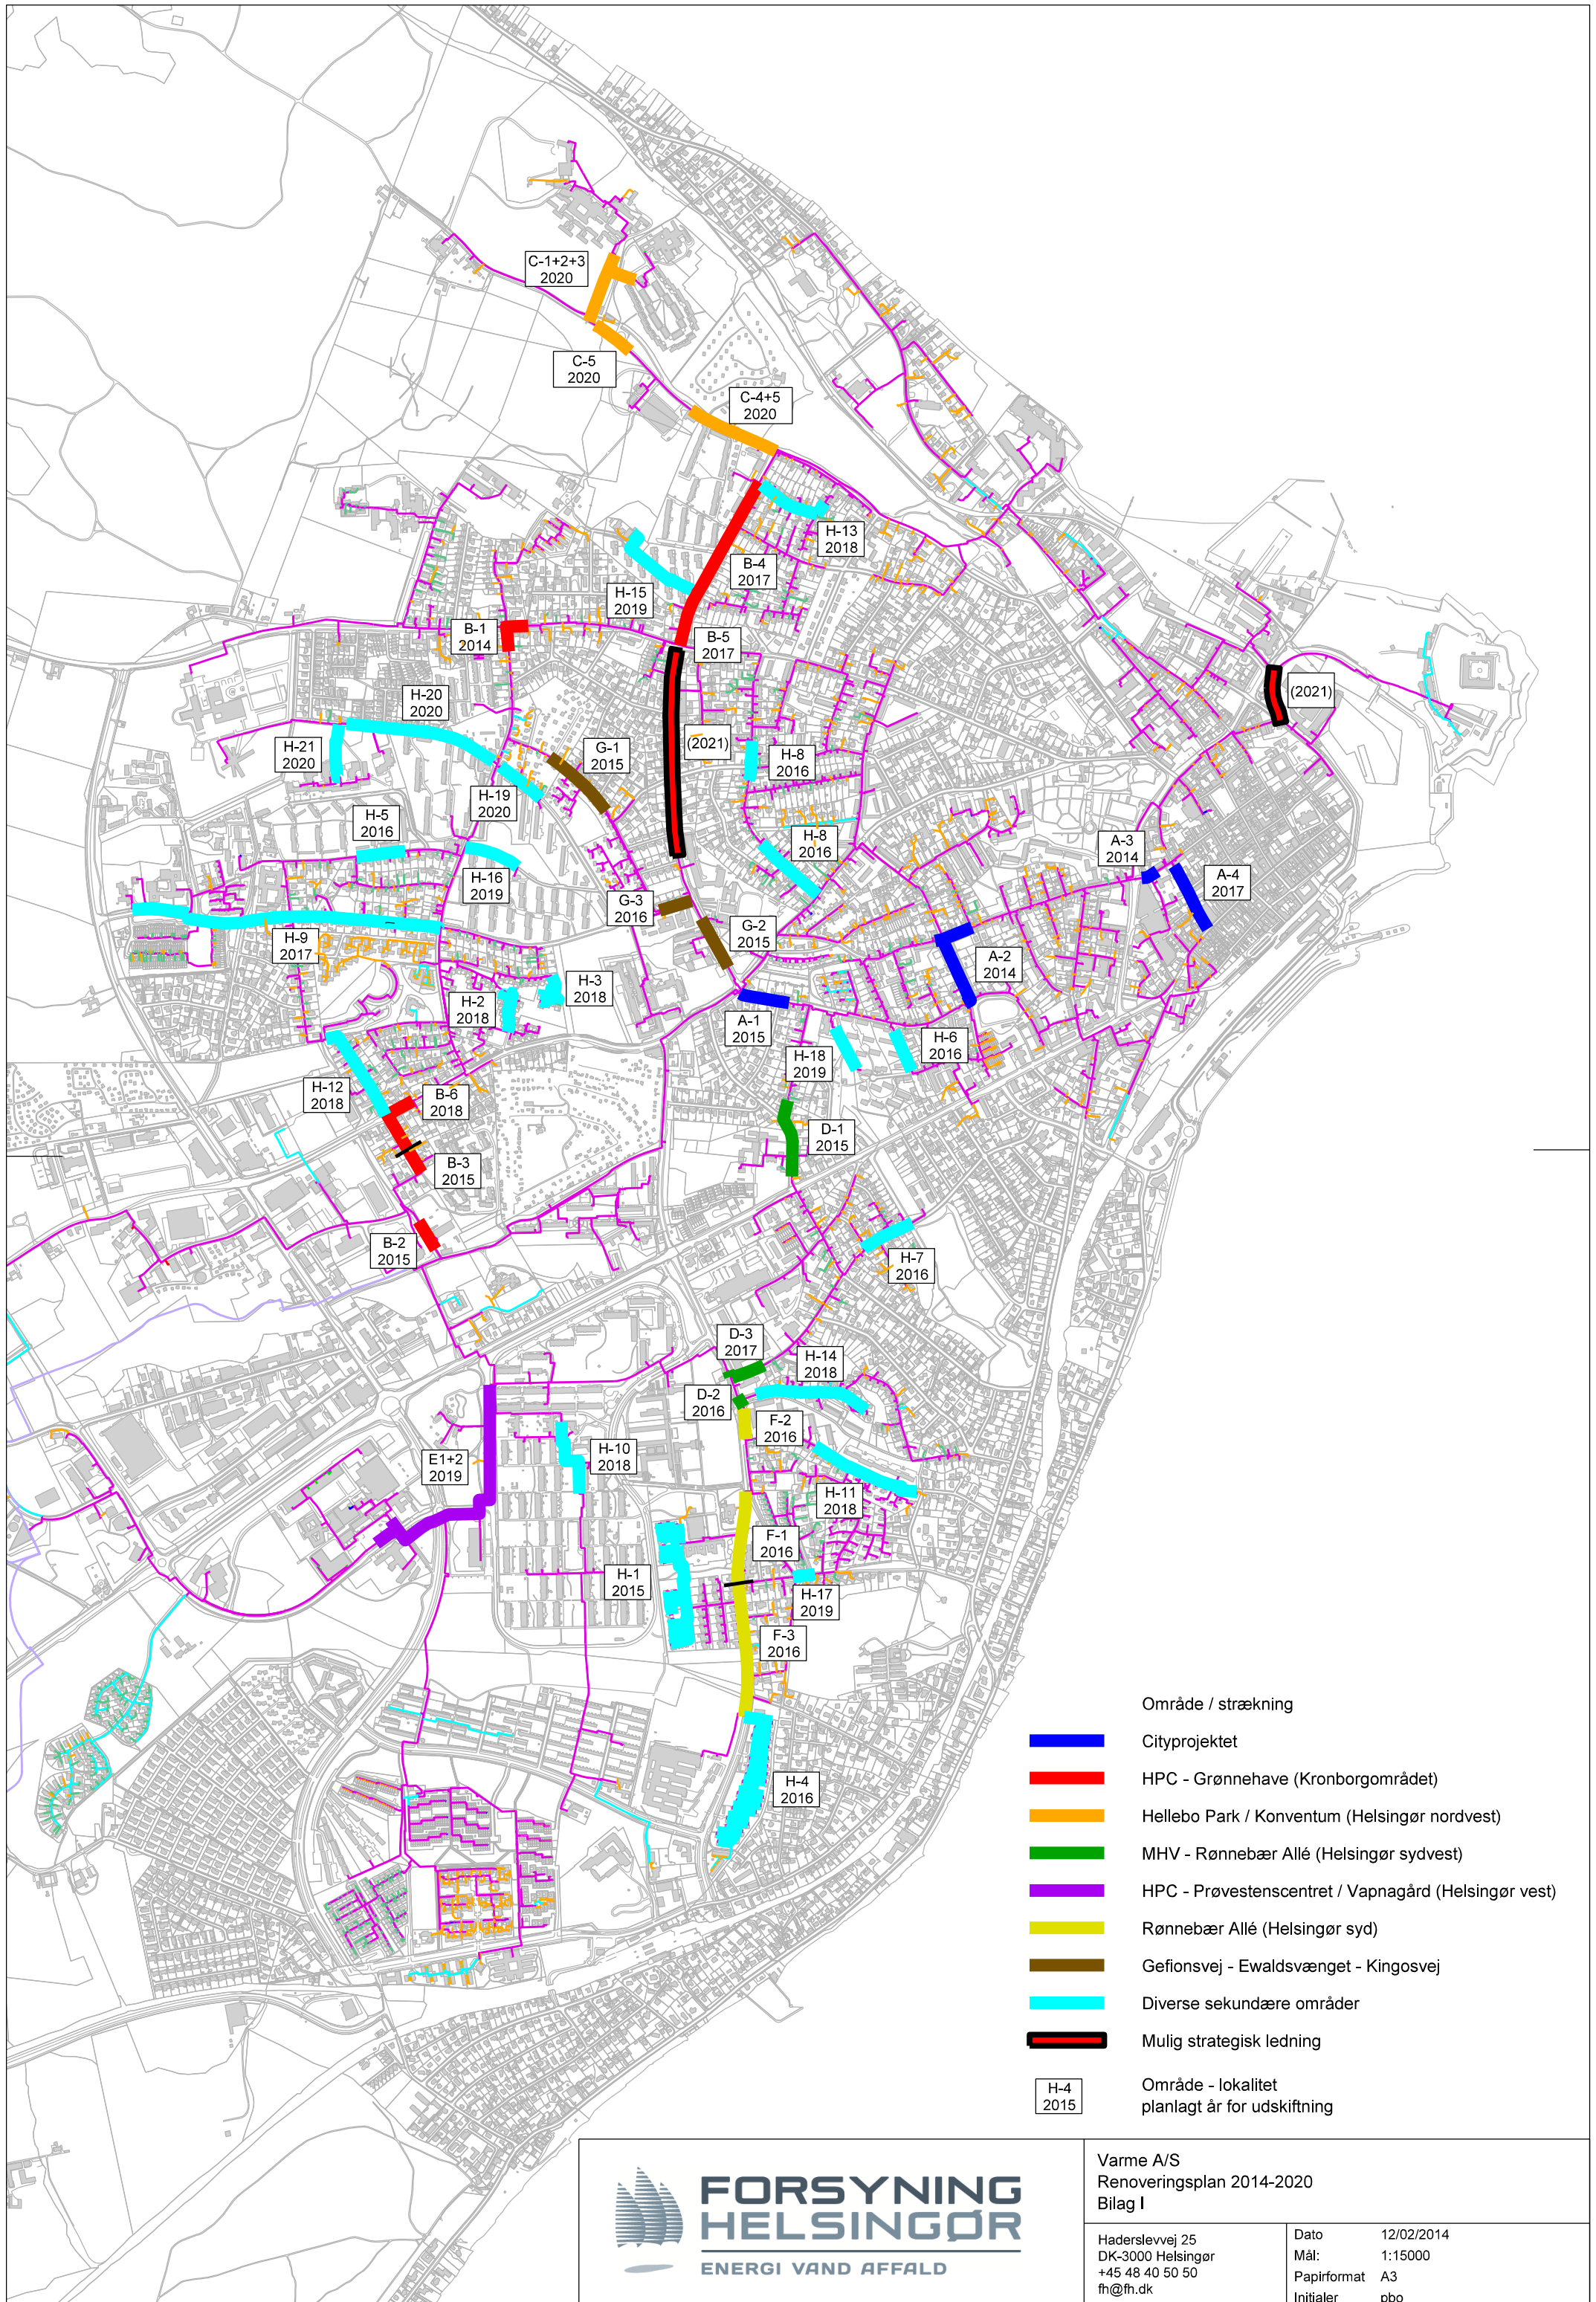 C-1+2+3
2020
C-5
2020
C-4+5
2020
H-13
2018
B-4
2017
H-15
2019
B-1
2014
B-5
2017
(2021)
H-20
2020
H-21
2020
G-1
2015
(2021)
H-8
2016
H-19
2020
H-5
2016
H-8
2016
A-3
2014
A-4
2017
H-16
2019
G-3
2016
G-2
2015
H-9
2017
A-2
2014
H-3
2018
H-2
2018
A-1
2015
H-6
2016
H-18
2019
H-12
2018
B-6
2018
D-1
2015
B-3
2015
B-2
2015
H-7
2016
D-3
2017
H-14
2018
D-2
2016
F-2
2016
E1+2
2019
H-10
2018
H-11
2018
F-1
2016
H-1
2015
H-17
2019
F-3
2016
H-4
2016
Område / strækning
Cityprojektet
HPC - Grønnehave (Kronborgområdet)
Hellebo Park / Konventum (Helsingør nordvest)
MHV - Rønnebær Allé (Helsingør sydvest)
HPC - Prøvestenscentret / Vapnagård (Helsingør vest)
Rønnebær Allé (Helsingør syd)
Gefionsvej - Ewaldsvænget - Kingosvej
Diverse sekundære områder
Mulig strategisk ledning
H-4
2015
Område - lokalitet
planlagt år for udskiftning
FORSYNING
HELSINGØR
ENERGI VAND AFFALD
Varme A/S
Renoveringsplan 2014-2020
Bilag I
Haderslevvej 25
DK-3000 Helsingør
+45 48 40 50 50
fh@fh.dk
Dato 12/02/2014
Mål: 1:15000
Papirformat A3
Initialer pbo